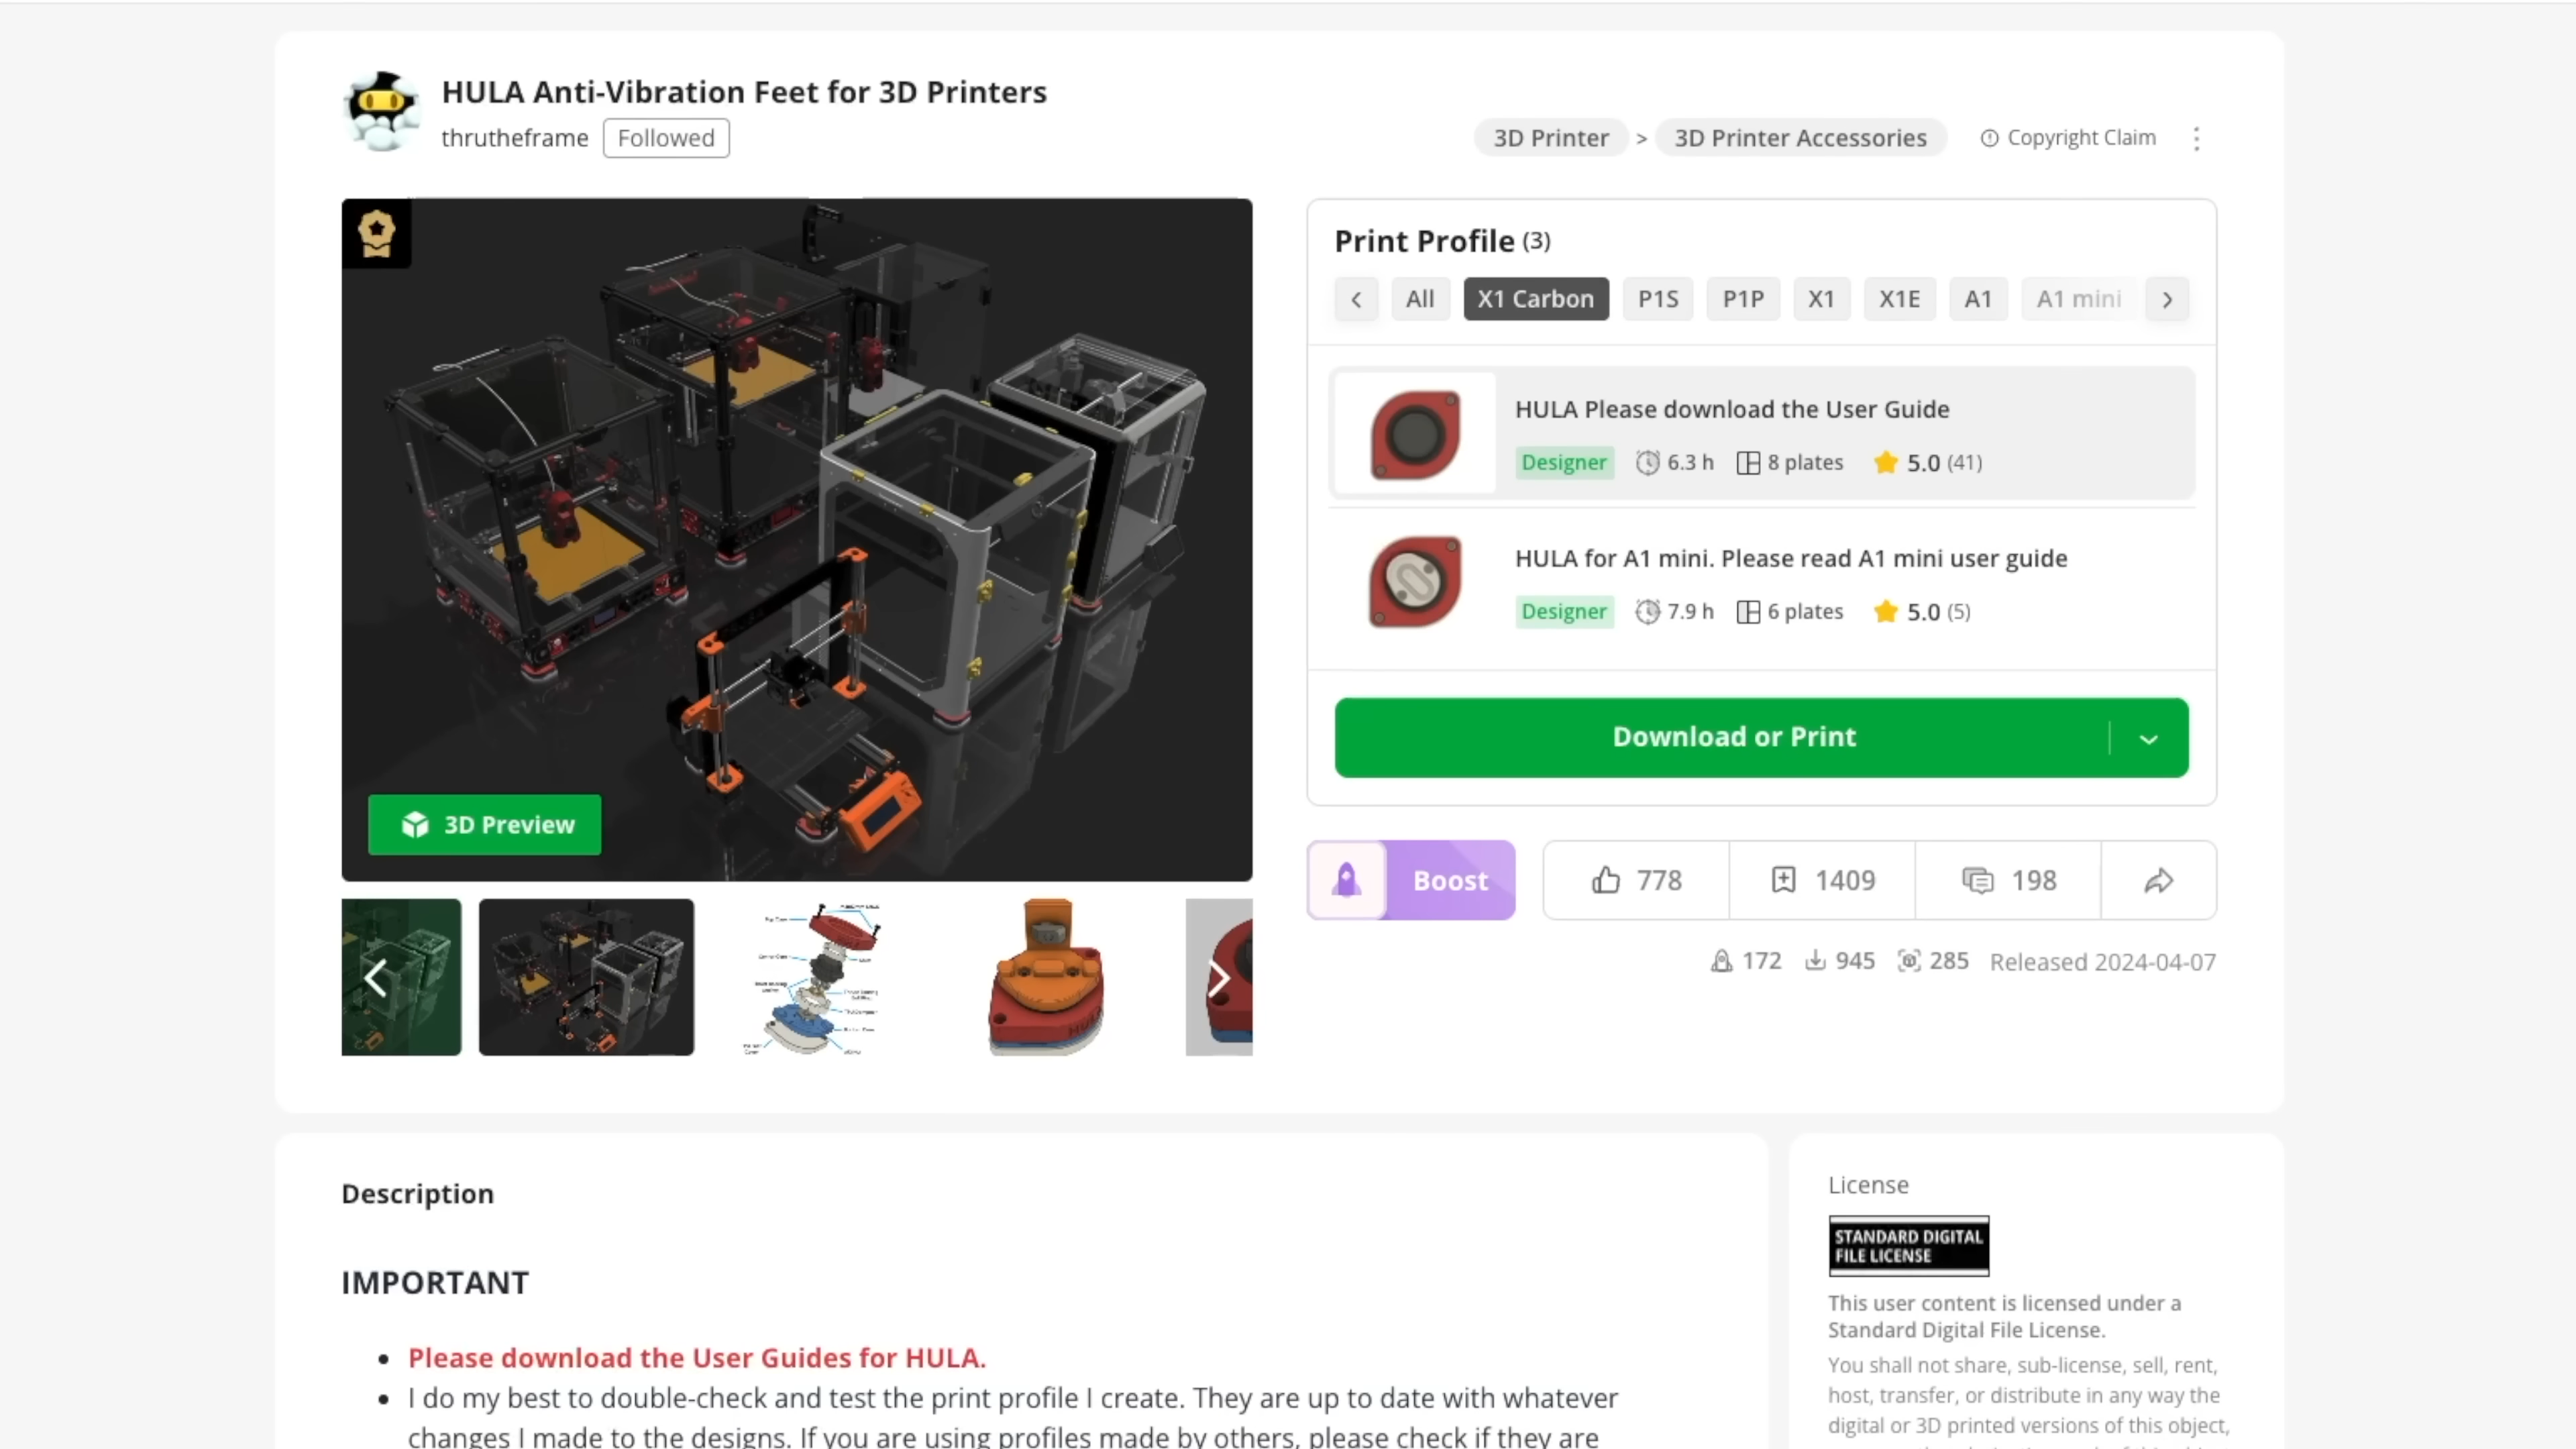 HULA Anti-Vibration Feet for 3D Printers
thrutheframe
Followed
3D Printer > 3D Printer Accessories
Copyright Claim
Print Profile (3)
All
X1 Carbon
P1S
P1P
X1
X1E
A1
A1 mini
HULA Please download the User Guide
Designer 6.3 h 8 plates 5.0 (41)
HULA for A1 mini. Please read A1 mini user guide
Designer 7.9 h 6 plates 5.0 (5)
3D Preview
Download or Print
Boost
778
1409
198
172 945 285 Released 2024-04-07
Description
IMPORTANT
• Please download the User Guides for HULA.
• I do my best to double-check and test the print profile I create. They are up to date with whatever
changes I made to the designs. If you are using profiles made by others, please check if they are
License
STANDARD DIGITAL
FILE LICENSE
This user content is licensed under a
Standard Digital File License.
You shall not share, sub-license, sell, rent,
host, transfer, or distribute in any way the
digital or 3D printed versions of this object,